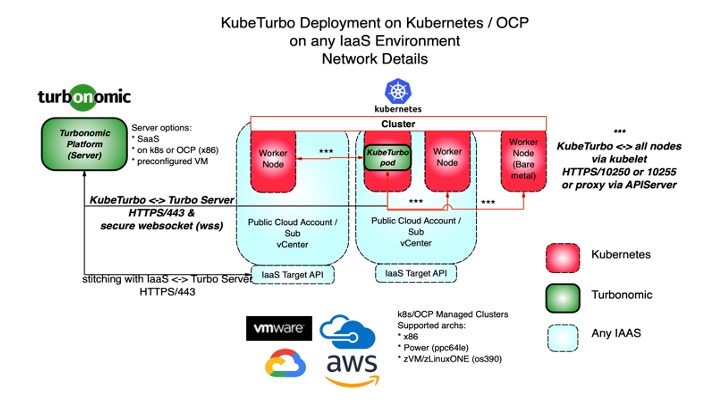 KubeTurbo Deployment on Kubernetes / OCP
on any IaaS Environment
Network Details
turbonomic
kubernetes
Cluster
Turbonomic
Platform
(Server)
Server options:
* SaaS
* on k8s or OCP (x86)
* preconfigured VM
Worker
Node
***
KubeTurbo
pod
Worker
Node
Worker
Node
(Bare
metal)
***
KubeTurbo <-> all nodes
via kubelet
HTTPS/10250 or 10255
or proxy via APIServer
KubeTurbo <-> Turbo Server
HTTPS/443 &
secure websocket (wss)
***
***
Public Cloud Account /
Sub
vCenter
Public Cloud Account /
Sub
vCenter
stitching with IaaS <-> Turbo Server
HTTPS/443
IaaS Target API
IaaS Target API
Kubernetes
Turbonomic
Any IAAS
vmware
aws
k8s/OCP Managed Clusters
Supported archs:
* x86
* Power (ppc64le)
* zVM/zLinuxONE (os390)